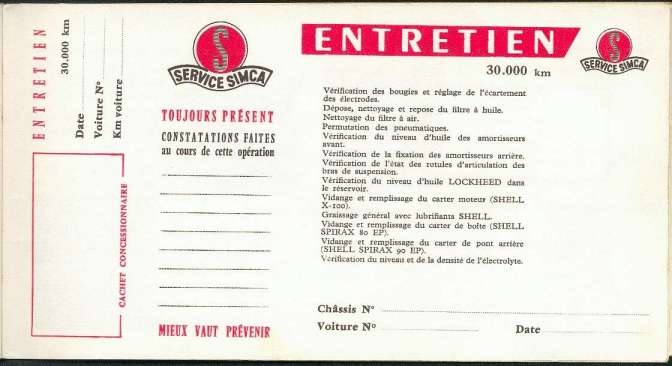 ENTRETIEN
30.000 km
Date
Voiture N°
Km voiture
CACHET CONCESSIONNAIRE
S
SERVICE SIMCA
TOUJOURS PRÉSENT
CONSTATATIONS FAITES
au cours de cette opération
MIEUX VAUT PRÉVENIR
ENTRETIEN
S
SERVICE SIMCA
30.000 km
Vérification des bougies et réglage de l'écartement
des électrodes.
Dépose, nettoyage et repose du filtre à huile.
Nettoyage du filtre à air.
Permutation des pneumatiques.
Vérification du niveau d'huile des amortisseurs
avant.
Vérification de la fixation des amortisseurs arrière.
Vérification de l'état des rotules d'articulation des
bras de suspension.
Vérification du niveau d'huile LOCKHEED dans
le réservoir.
Vidange et remplissage du carter moteur (SHELL
X-100).
Graissage général avec lubrifiants SHELL.
Vidange et remplissage du carter de boîte (SHELL
SPIRAX 80 EP).
Vidange et remplissage du carter de pont arrière
(SHELL SPIRAX 90 EP).
Vérification du niveau et de la densité de l'électrolyte.
Châssis N°
Voiture N° Date